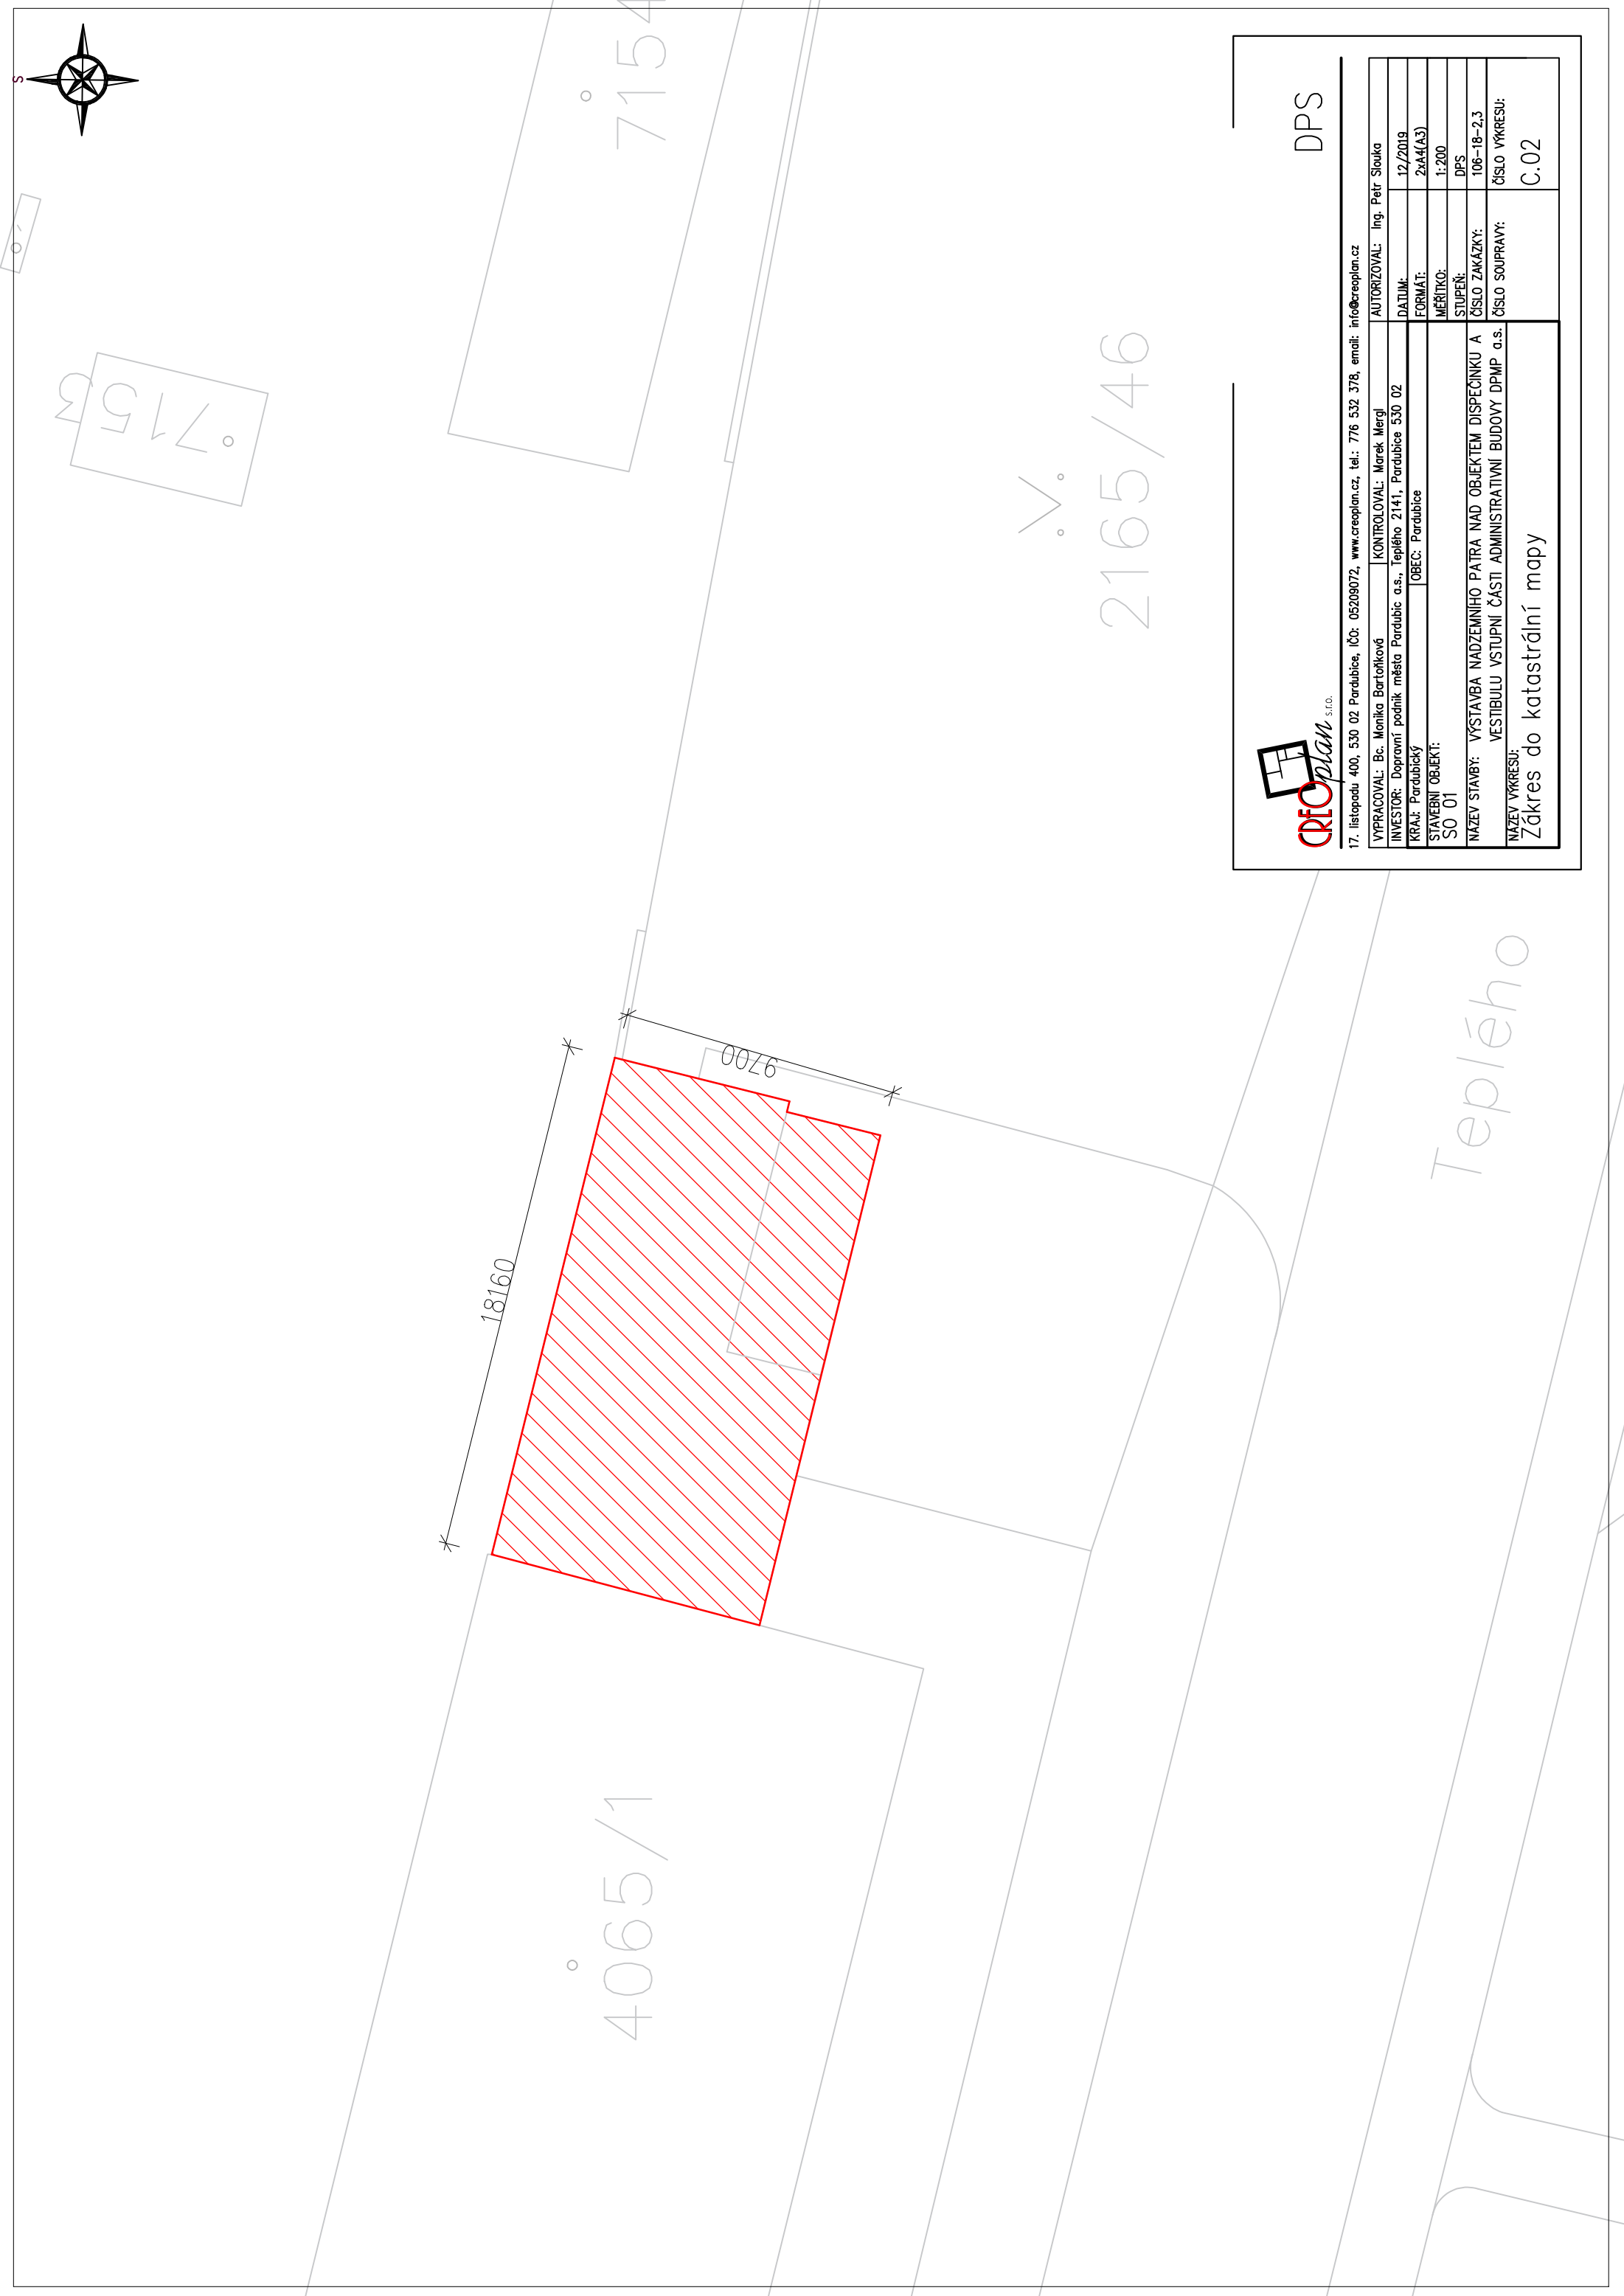 S
7154
7153
2165/46
9700
18160
4065/1
Teplého
DPS
CREOplan s.r.o.
17. listopadu 400, 530 02 Pardubice, IČO: 05209072, www.creoplan.cz, tel.: 776 532 378, email: info@creoplan.cz
VYPRACOVAL: Bc. Monika Bartoňková KONTROLOVAL: Marek Mergl AUTORIZOVAL: Ing. Petr Slouka
INVESTOR: Dopravní podnik města Pardubic a.s., Teplého 2141, Pardubice 530 02
KRAJ: Pardubický OBEC: Pardubice
DATUM: 12/2019
FORMÁT: 2xA4(A3)
MĚŘÍTKO: 1:200
STUPEŇ: DPS
ČÍSLO ZAKÁZKY: 106-18-2,3
STAVEBNÍ OBJEKT:
SO 01
NÁZEV STAVBY: VÝSTAVBA NADZEMNÍHO PATRA NAD OBJEKTEM DISPEČINKU A
VESTIBULU VSTUPNÍ ČÁSTI ADMINISTRATIVNÍ BUDOVY DPMP a.s.
ČÍSLO SOUPRAVY: ČÍSLO VÝKRESU:
NÁZEV VÝKRESU:
Zákres do katastrální mapy C.02